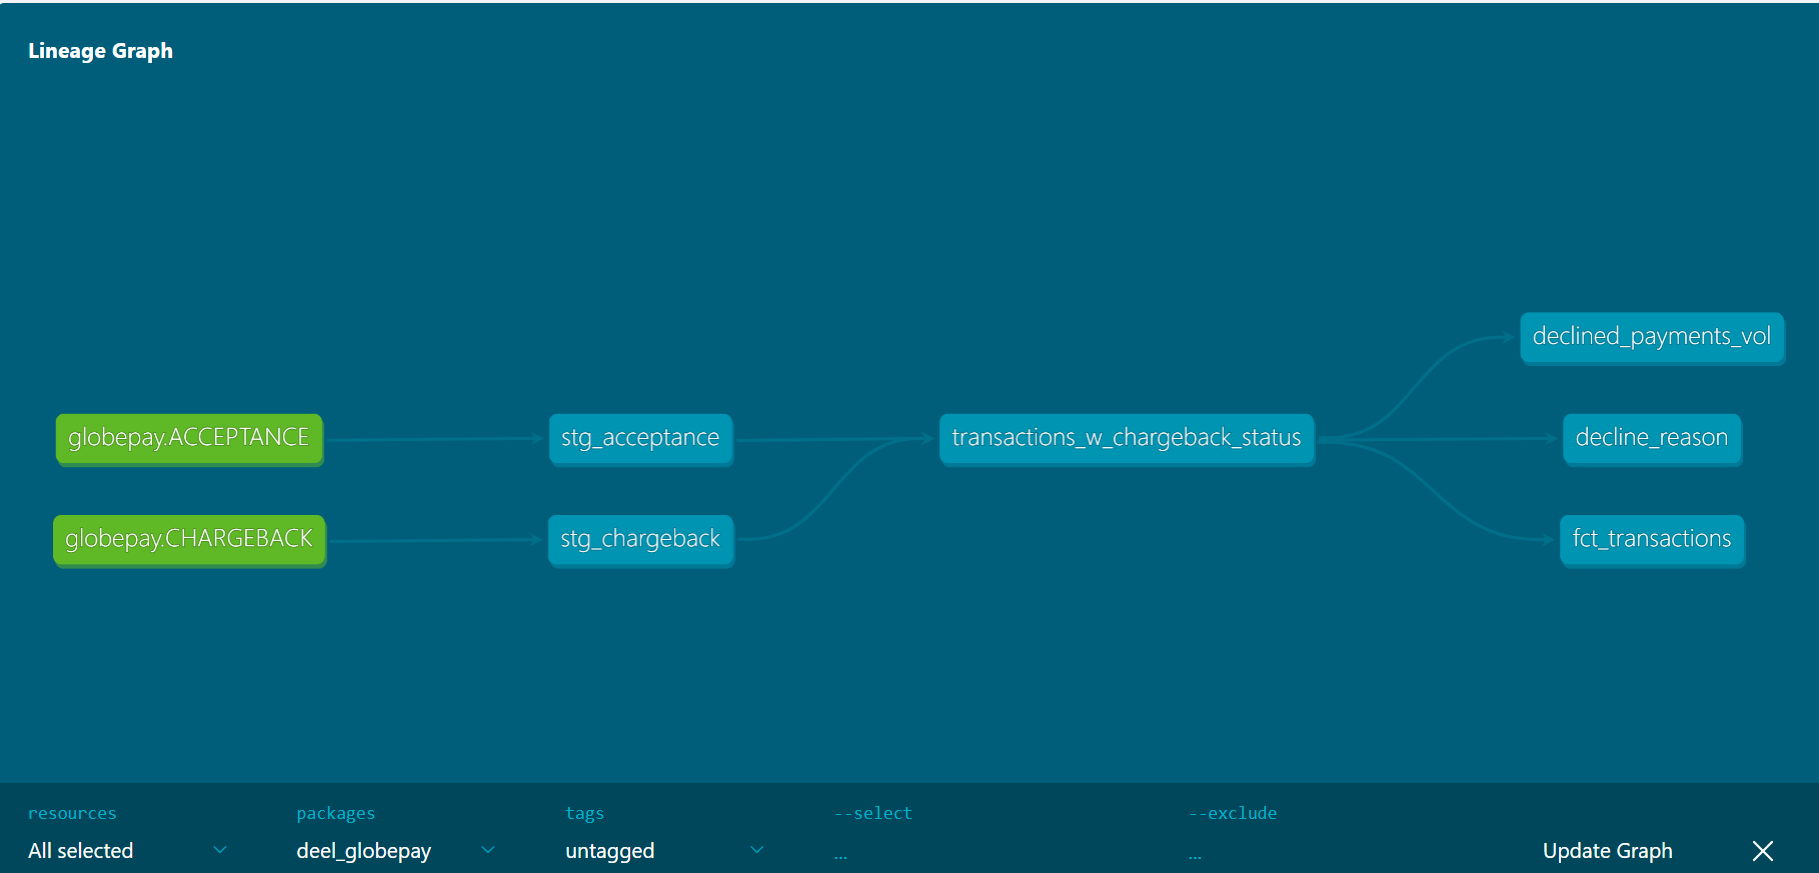 Lineage Graph
declined_payments_vol
globepay.ACCEPTANCE
stg_acceptance
transactions_w_chargeback_status
decline_reason
globepay.CHARGEBACK
stg_chargeback
fct_transactions
resources
packages
tags
--select
--exclude
All selected
deel_globepay
untagged
...
...
Update Graph